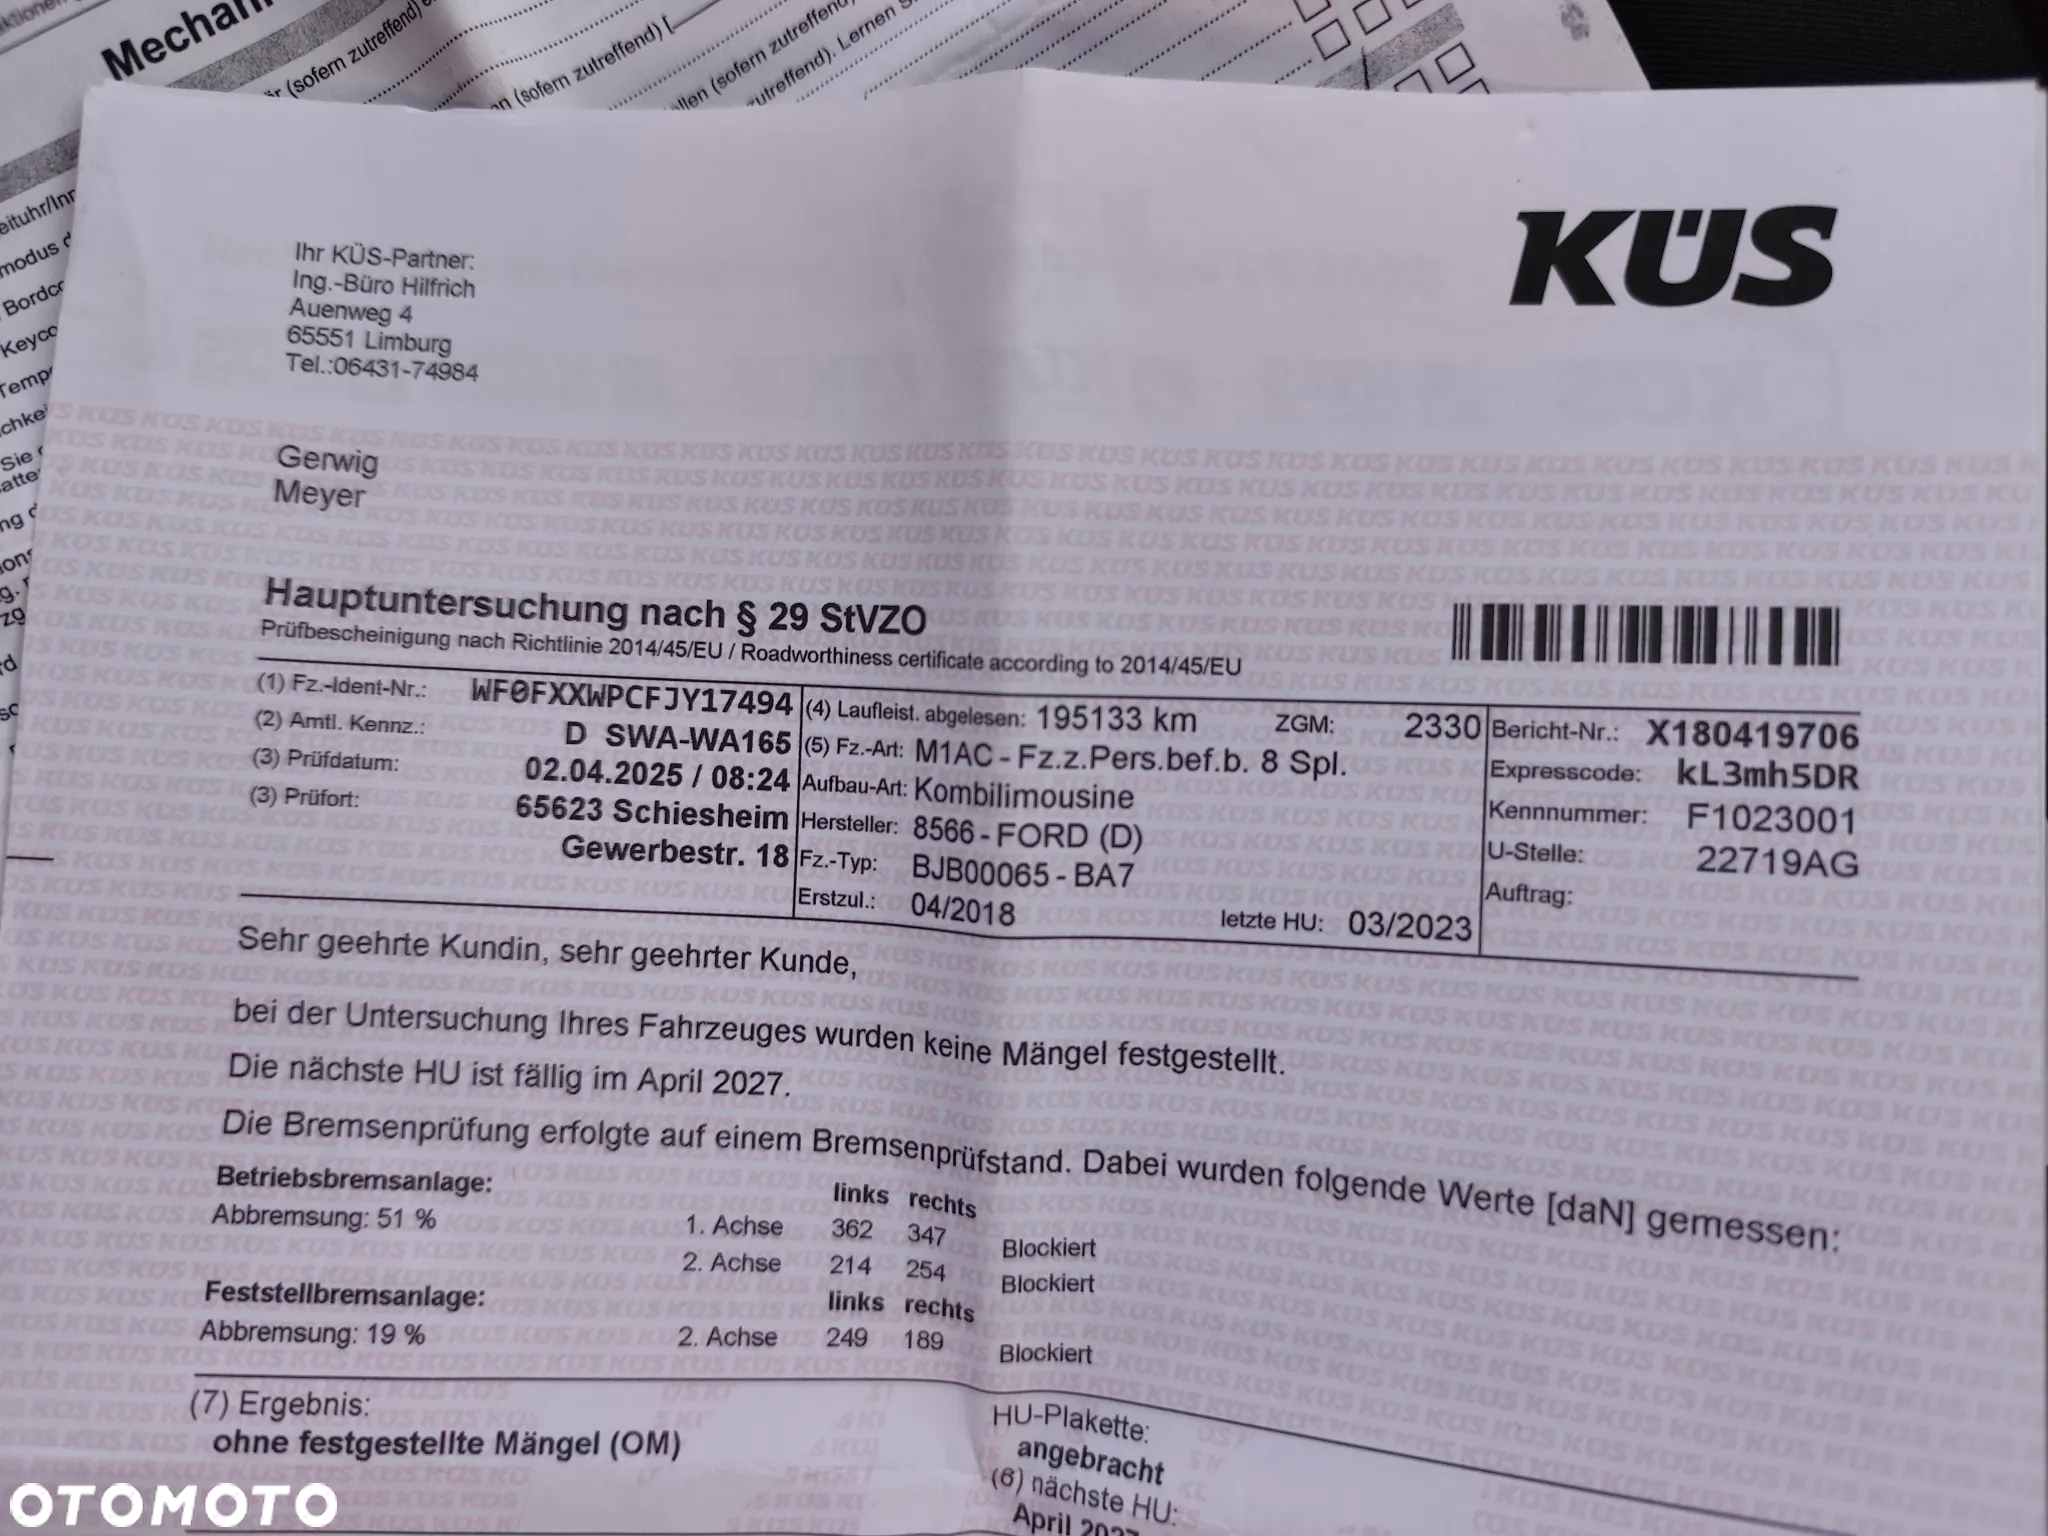 (sofern zutreffend)
(sofern zutreffend)
(sofern zutreffend)
Bordco
Keyco
KÜS
Ihr KÜS-Partner:
Ing.-Büro Hilfrich
Auenweg 4
65551 Limburg
Tel.:06431-74984
Gerwig
Meyer
Hauptuntersuchung nach § 29 StVZO
Prüfbescheinigung nach Richtlinie 2014/45/EU / Roadworthiness certificate according to 2014/45/EU
(1) Fz.-Ident-Nr.: WF0FXXWPCFJY17494
(2) Amtl. Kennz.: D SWA-WA165
(3) Prüfdatum: 02.04.2025 / 08:24
(3) Prüfort: 65623 Schiesheim
Gewerbestr. 18
(4) Laufleist. abgelesen: 195133 km ZGM: 2330
(5) Fz.-Art: M1AC - Fz.z.Pers.bef.b. 8 Spl.
Aufbau-Art: Kombilimousine
Hersteller: 8566 - FORD (D)
Fz.-Typ: BJB00065 - BA7
Erstzul.: 04/2018 letzte HU: 03/2023
Bericht-Nr.: X180419706
Expresscode: kL3mh5DR
Kennnummer: F1023001
U-Stelle: 22719AG
Auftrag:
Sehr geehrte Kundin, sehr geehrter Kunde,
bei der Untersuchung Ihres Fahrzeuges wurden keine Mängel festgestellt.
Die nächste HU ist fällig im April 2027.
Die Bremsenprüfung erfolgte auf einem Bremsenprüfstand. Dabei wurden folgende Werte [daN] gemessen:
Betriebsbremsanlage: links rechts
Abbremsung: 51 % 1. Achse 362 347 Blockiert
2. Achse 214 254 Blockiert
Feststellbremsanlage: links rechts
Abbremsung: 19 % 2. Achse 249 189 Blockiert
(7) Ergebnis:
ohne festgestellte Mängel (OM)
HU-Plakette:
angebracht
(6) nächste HU:
April 2027
OTOMOTO